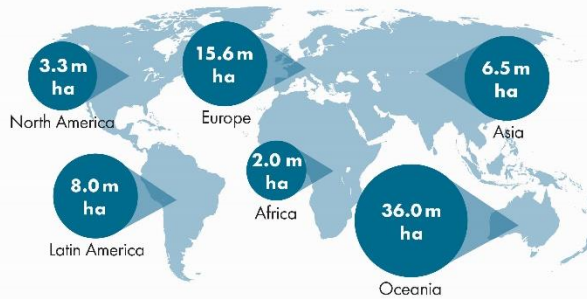 3.3 m
ha
North America
15.6 m
ha
Europe
6.5 m
ha
Asia
8.0 m
ha
Latin America
2.0 m
ha
Africa
36.0 m
ha
Oceania